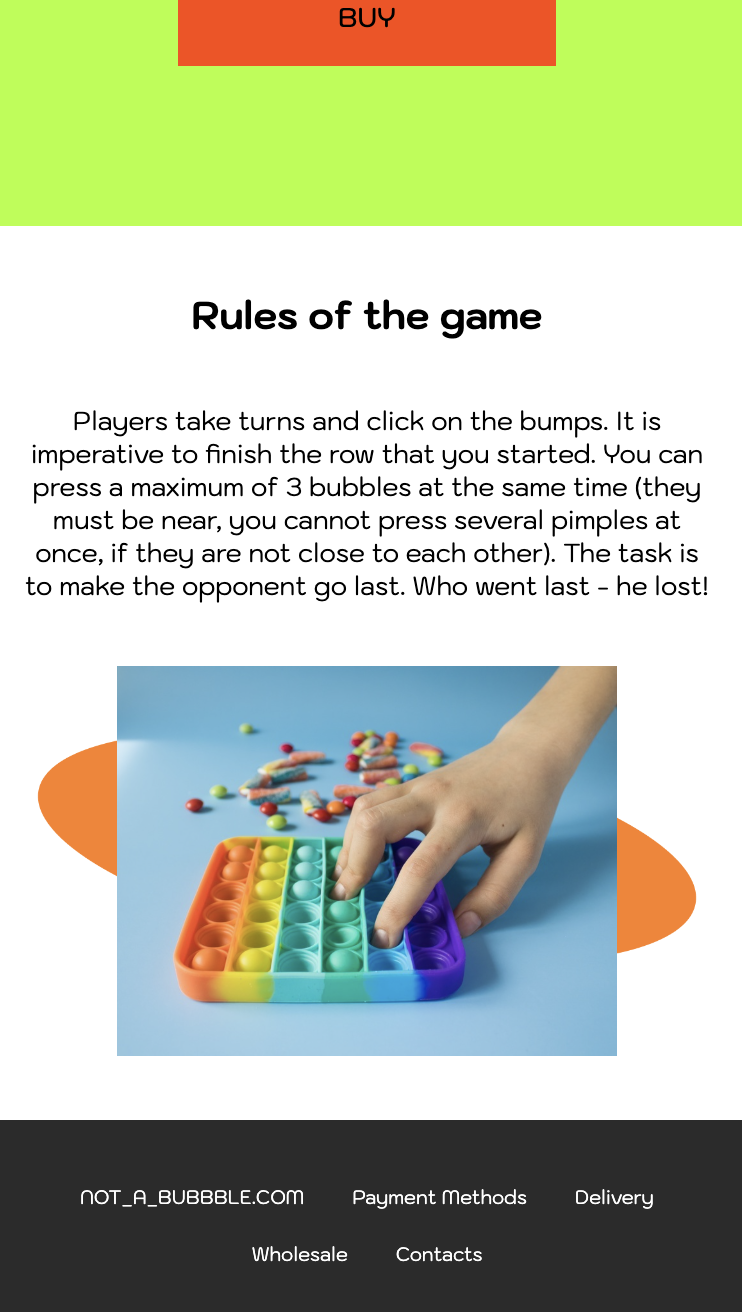 BUY
Rules of the game
Players take turns and click on the bumps. It is
imperative to finish the row that you started. You can
press a maximum of 3 bubbles at the same time (they
must be near, you cannot press several pimples at
once, if they are not close to each other). The task is
to make the opponent go last. Who went last - he lost!
NOT_A_BUBBBLE.COM Payment Methods Delivery
Wholesale Contacts